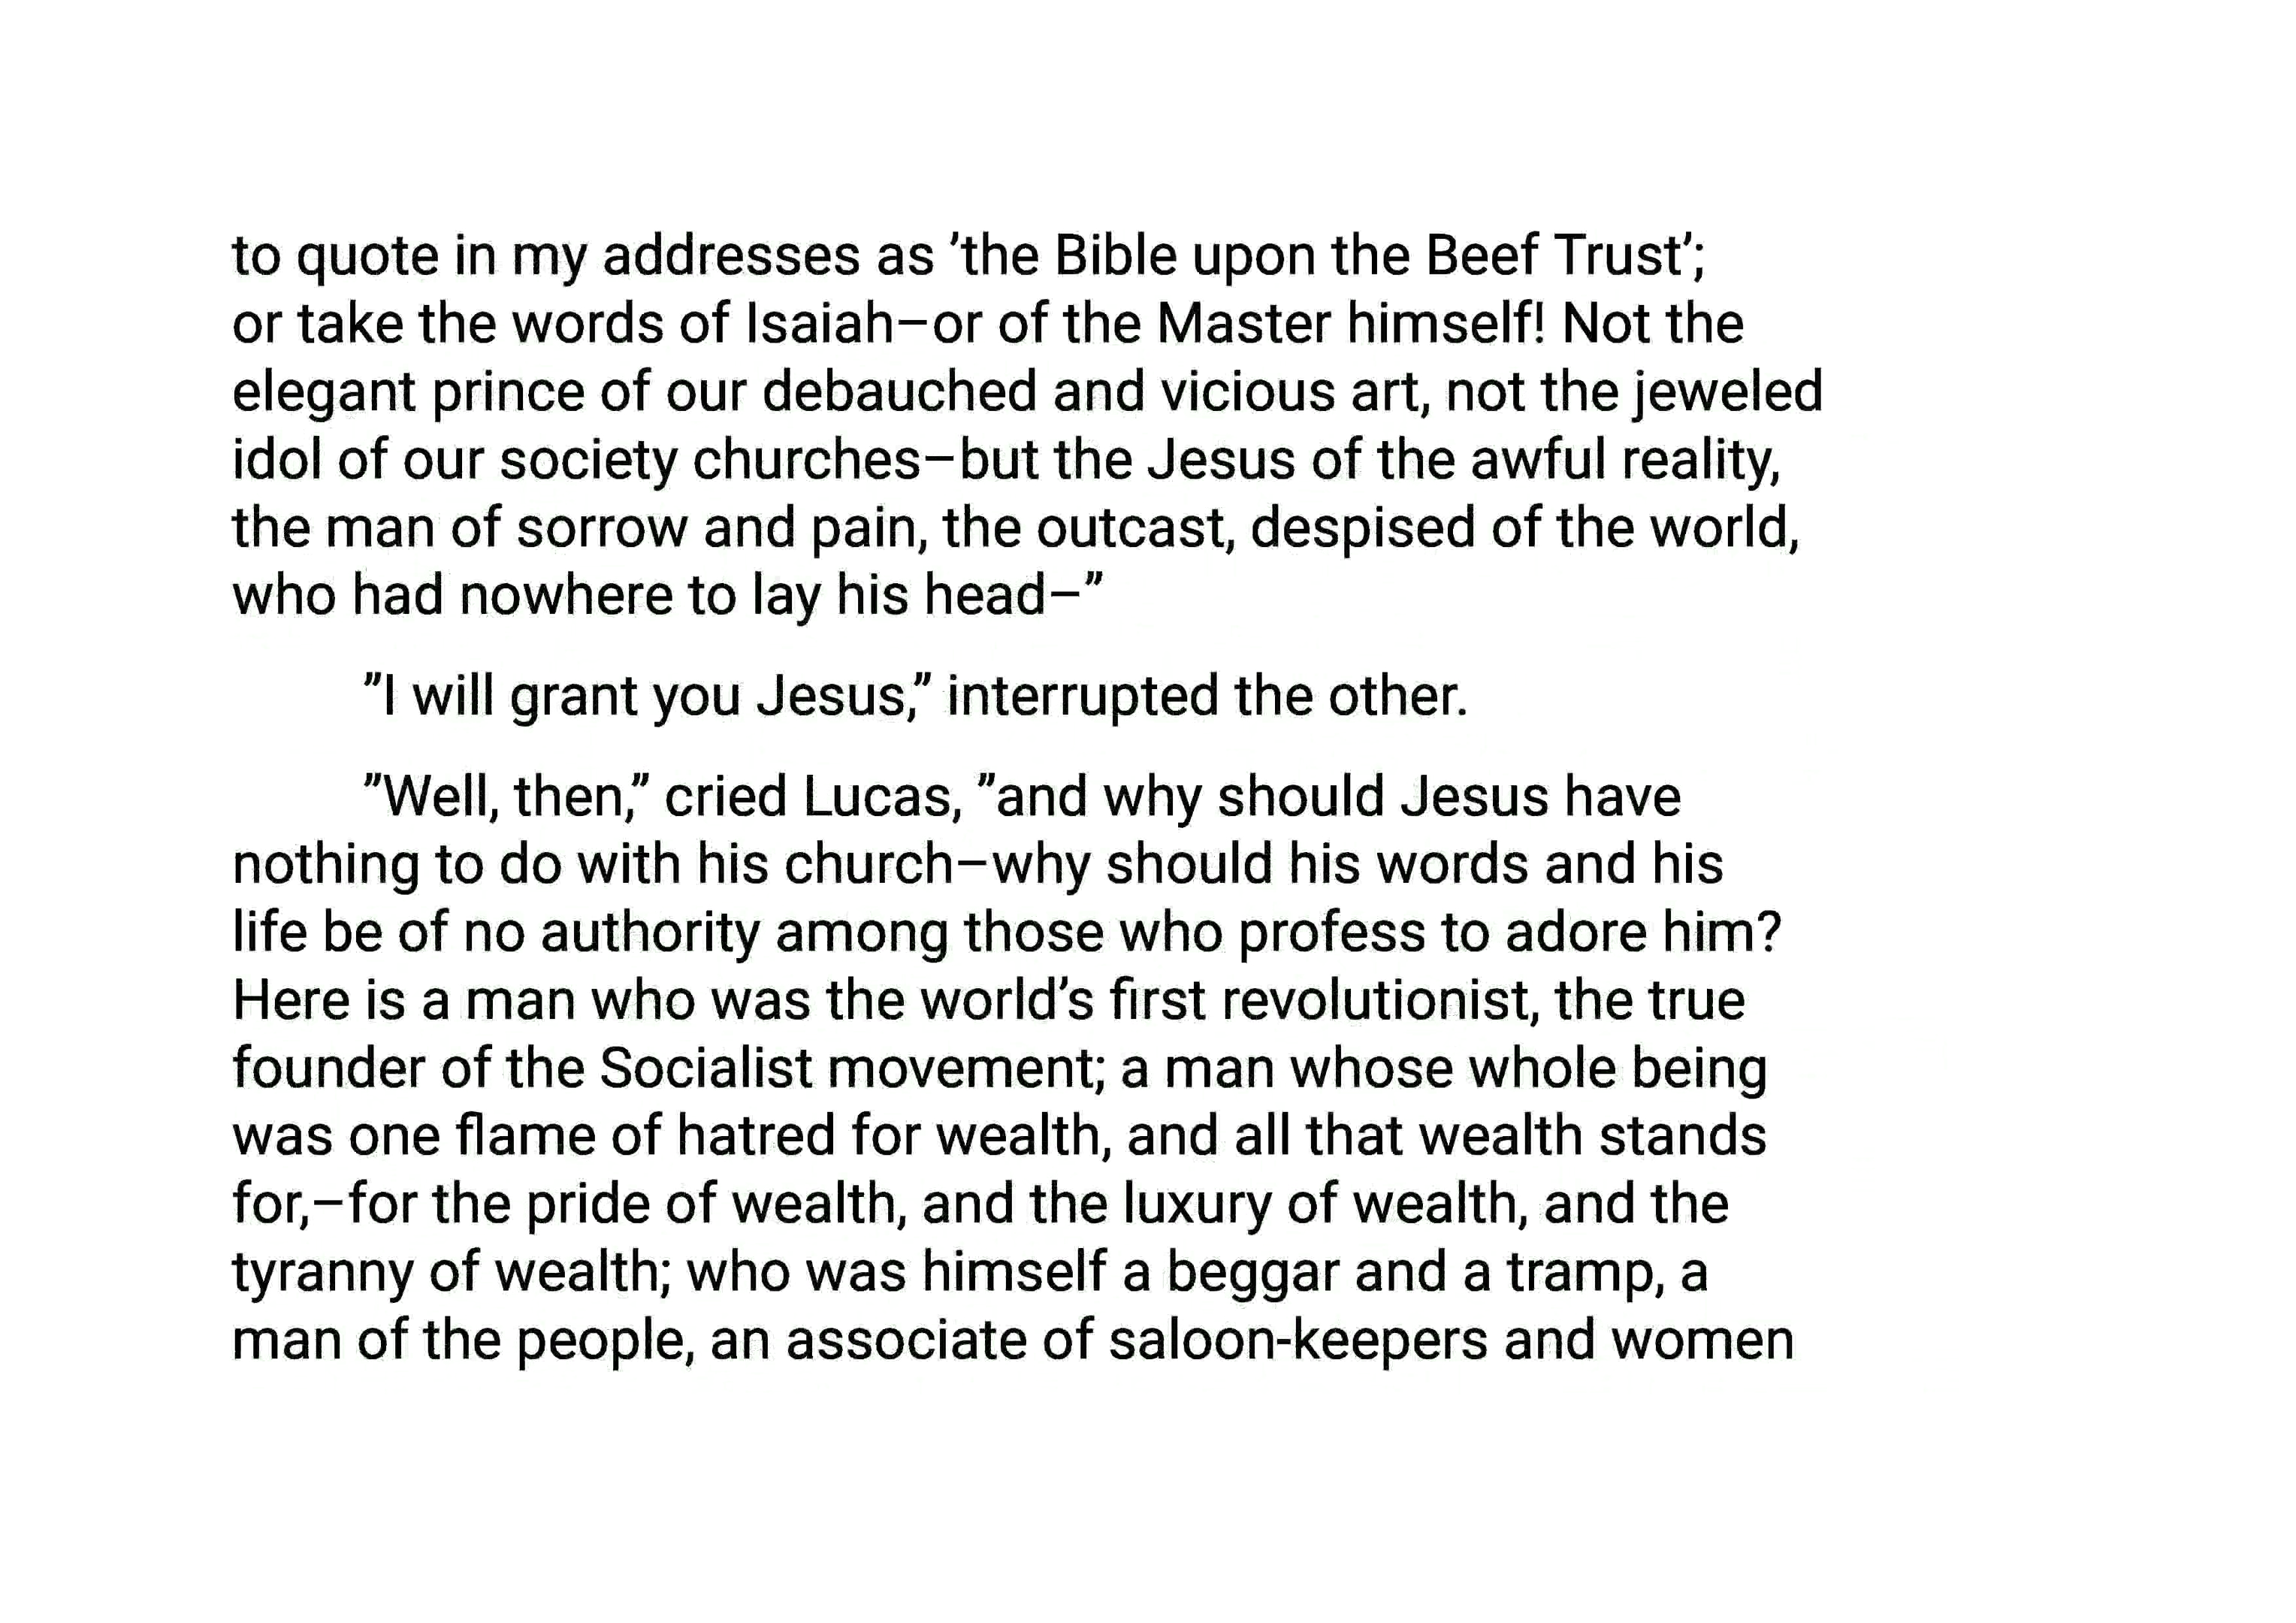 to quote in my addresses as ’the Bible upon the Beef Trust’;
or take the words of Isaiah–or of the Master himself! Not the
elegant prince of our debauched and vicious art, not the jeweled
idol of our society churches–but the Jesus of the awful reality,
the man of sorrow and pain, the outcast, despised of the world,
who had nowhere to lay his head–”
”I will grant you Jesus,” interrupted the other.
”Well, then,” cried Lucas, ”and why should Jesus have
nothing to do with his church–why should his words and his
life be of no authority among those who profess to adore him?
Here is a man who was the world’s first revolutionist, the true
founder of the Socialist movement; a man whose whole being
was one flame of hatred for wealth, and all that wealth stands
for,–for the pride of wealth, and the luxury of wealth, and the
tyranny of wealth; who was himself a beggar and a tramp, a
man of the people, an associate of saloon-keepers and women